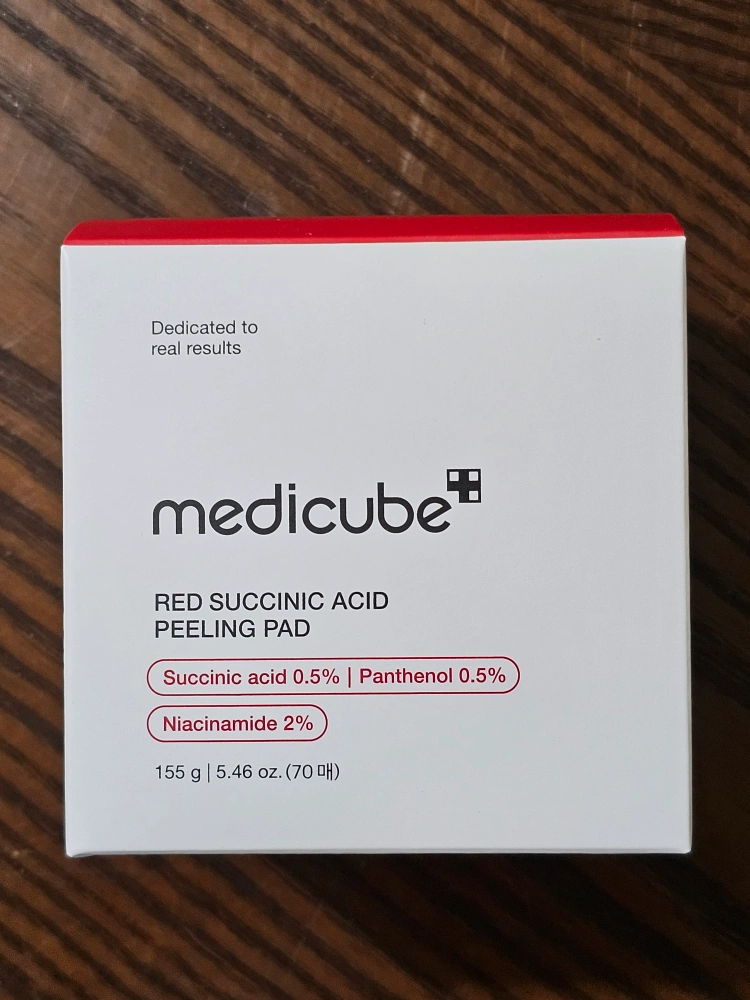 Dedicated to
real results
medicube
RED SUCCINIC ACID
PEELING PAD
Succinic acid 0.5% | Panthenol 0.5%
Niacinamide 2%
155 g | 5.46 oz. (70 매)